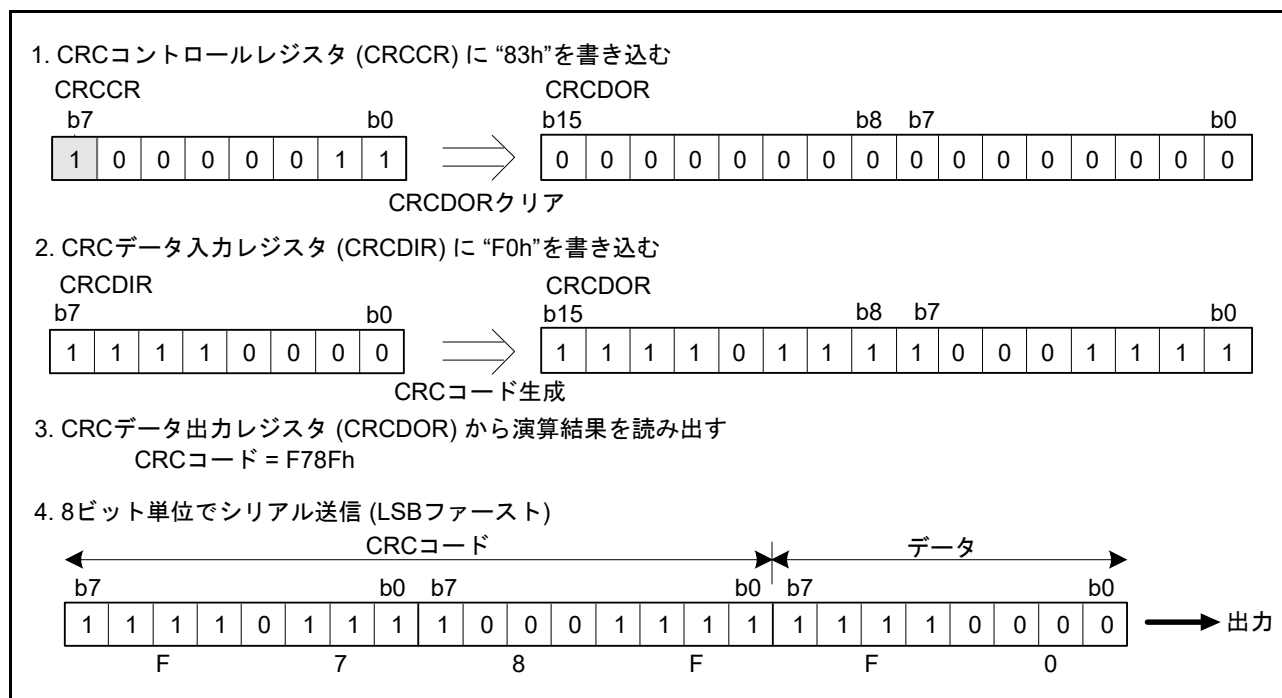 1. CRCコントロールレジスタ (CRCCR) に “83h”を書き込む
CRCCR CRCDOR
b7 b0 b15 b8 b7 b0
1 0 0 0 0 0 1 1 0 0 0 0 0 0 0 0 0 0 0 0 0 0 0 0
CRCDORクリア
2. CRCデータ入力レジスタ (CRCDIR) に “F0h”を書き込む
CRCDIR CRCDOR
b7 b0 b15 b8 b7 b0
1 1 1 1 0 0 0 0 1 1 1 1 0 1 1 1 1 0 0 0 1 1 1 1
CRCコード生成
3. CRCデータ出力レジスタ (CRCDOR) から演算結果を読み出す
CRCコード = F78Fh
4. 8ビット単位でシリアル送信 (LSBファースト)
CRCコード データ
b7 b0 b7 b0 b7 b0
1 1 1 1 0 1 1 1 1 0 0 0 1 1 1 1 1 1 1 1 0 0 0 0 出力
F 7 8 F F 0